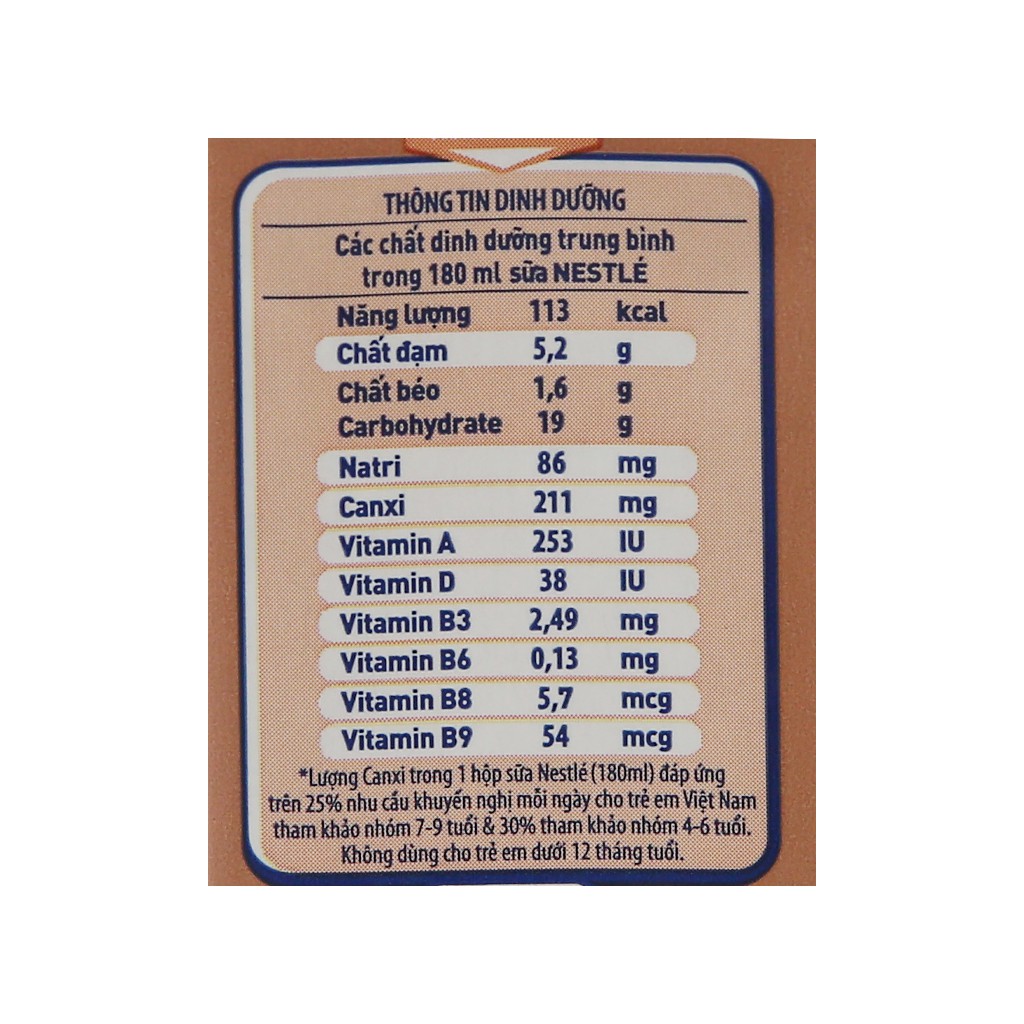 THÔNG TIN DINH DƯỠNG
Các chất dinh dưỡng trung bình
trong 180 ml sữa NESTLÉ
Năng lượng 113 kcal
Chất đạm 5,2 g
Chất béo 1,6 g
Carbohydrate 19 g
Natri 86 mg
Canxi 211 mg
Vitamin A 253 IU
Vitamin D 38 IU
Vitamin B3 2,49 mg
Vitamin B6 0,13 mg
Vitamin B8 5,7 mcg
Vitamin B9 54 mcg
*Lượng Canxi trong 1 hộp sữa Nestlé (180ml) đáp ứng
trên 25% nhu cầu khuyến nghị mỗi ngày cho trẻ em Việt Nam
tham khảo nhóm 7-9 tuổi & 30% tham khảo nhóm 4-6 tuổi.
Không dùng cho trẻ em dưới 12 tháng tuổi.